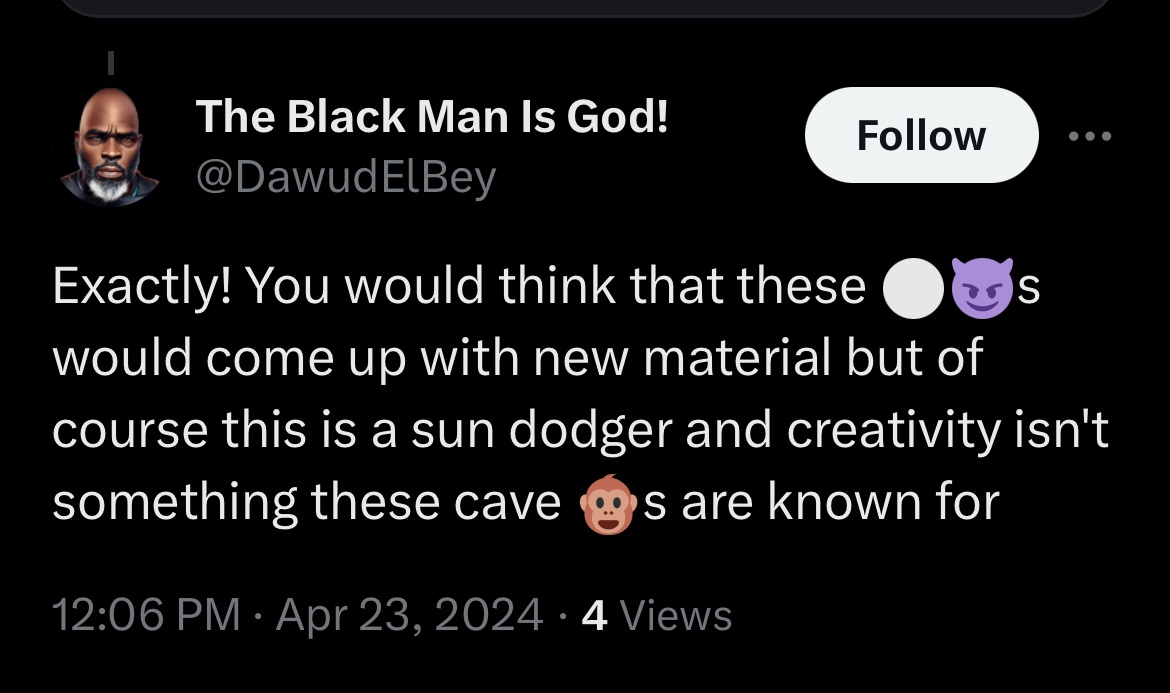 The Black Man Is God!
@DawudElBey
Follow
Exactly! You would think that these ⚪😈s
would come up with new material but of
course this is a sun dodger and creativity isn't
something these cave 🐵s are known for
12:06 PM · Apr 23, 2024 · 4 Views